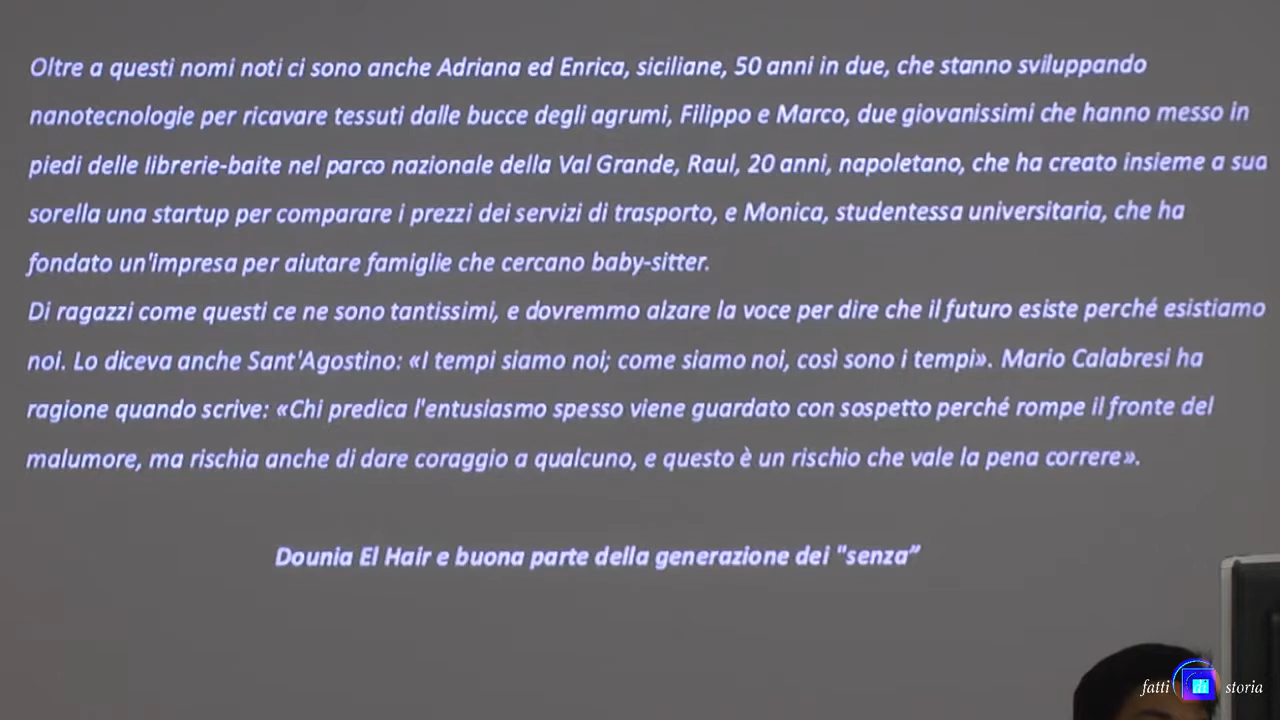 Oltre a questi nomi noti ci sono anche Adriana ed Enrica, siciliane, 50 anni in due, che stanno sviluppando
nanotecnologie per ricavare tessuti dalle bucce degli agrumi, Filippo e Marco, due giovanissimi che hanno messo in
piedi delle librerie-baite nel parco nazionale della Val Grande, Raul, 20 anni, napoletano, che ha creato insieme a sua
sorella una startup per comparare i prezzi dei servizi di trasporto, e Monica, studentessa universitaria, che ha
fondato un'impresa per aiutare famiglie che cercano baby-sitter.
Di ragazzi come questi ce ne sono tantissimi, e dovremmo alzare la voce per dire che il futuro esiste perché esistiamo
noi. Lo diceva anche Sant'Agostino: «I tempi siamo noi; come siamo noi, così sono i tempi». Mario Calabresi ha
ragione quando scrive: «Chi predica l'entusiasmo spesso viene guardato con sospetto perché rompe il fronte del
malumore, ma rischia anche di dare coraggio a qualcuno, e questo è un rischio che vale la pena correre».
Dounia El Hair e buona parte della generazione dei "senza”
fatti di storia